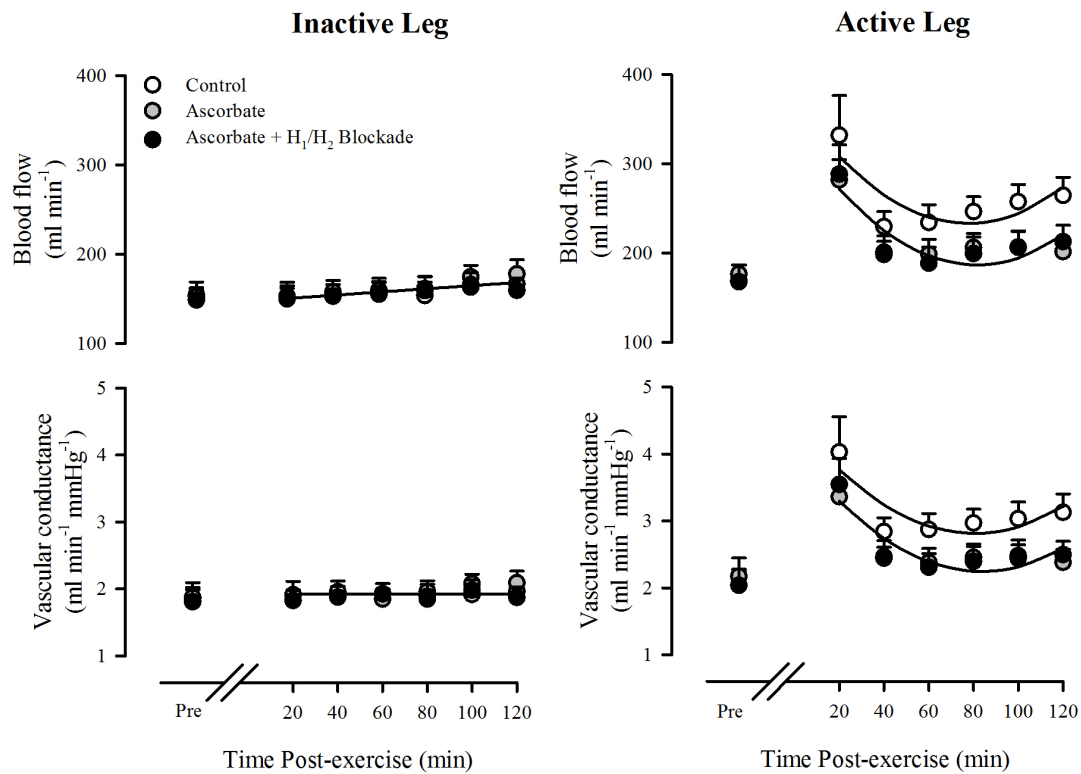 Inactive Leg
Active Leg
Control
Ascorbate
Ascorbate + H₁/H₂ Blockade
Blood flow
(ml min⁻¹)
400
300
200
100
Blood flow
(ml min⁻¹)
400
300
200
100
Vascular conductance
(ml min⁻¹ mmHg⁻¹)
5
4
3
2
1
Vascular conductance
(ml min⁻¹ mmHg⁻¹)
5
4
3
2
1
Pre 20 40 60 80 100 120
Time Post-exercise (min)
Pre 20 40 60 80 100 120
Time Post-exercise (min)